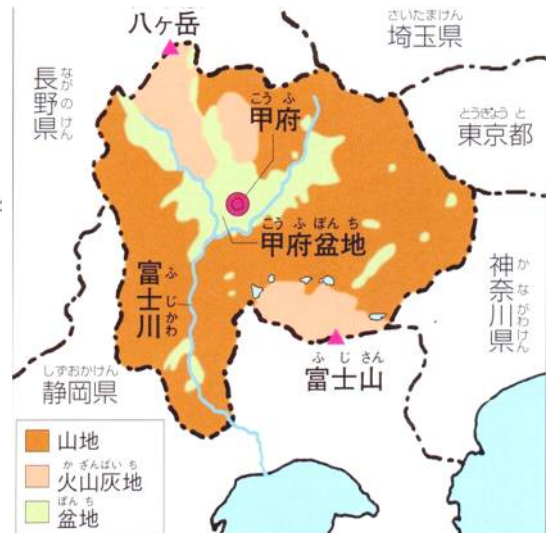 八ヶ岳
さいたまけん
埼玉県
ながのけん
長野県
こうふ
甲府
とうきょうと
東京都
こうふぼんち
甲府盆地
ふじかわ
富士川
かながわけん
神奈川県
ふじさん
富士山
しずおかけん
静岡県
山地
かざんばいち
火山灰地
ぼんち
盆地